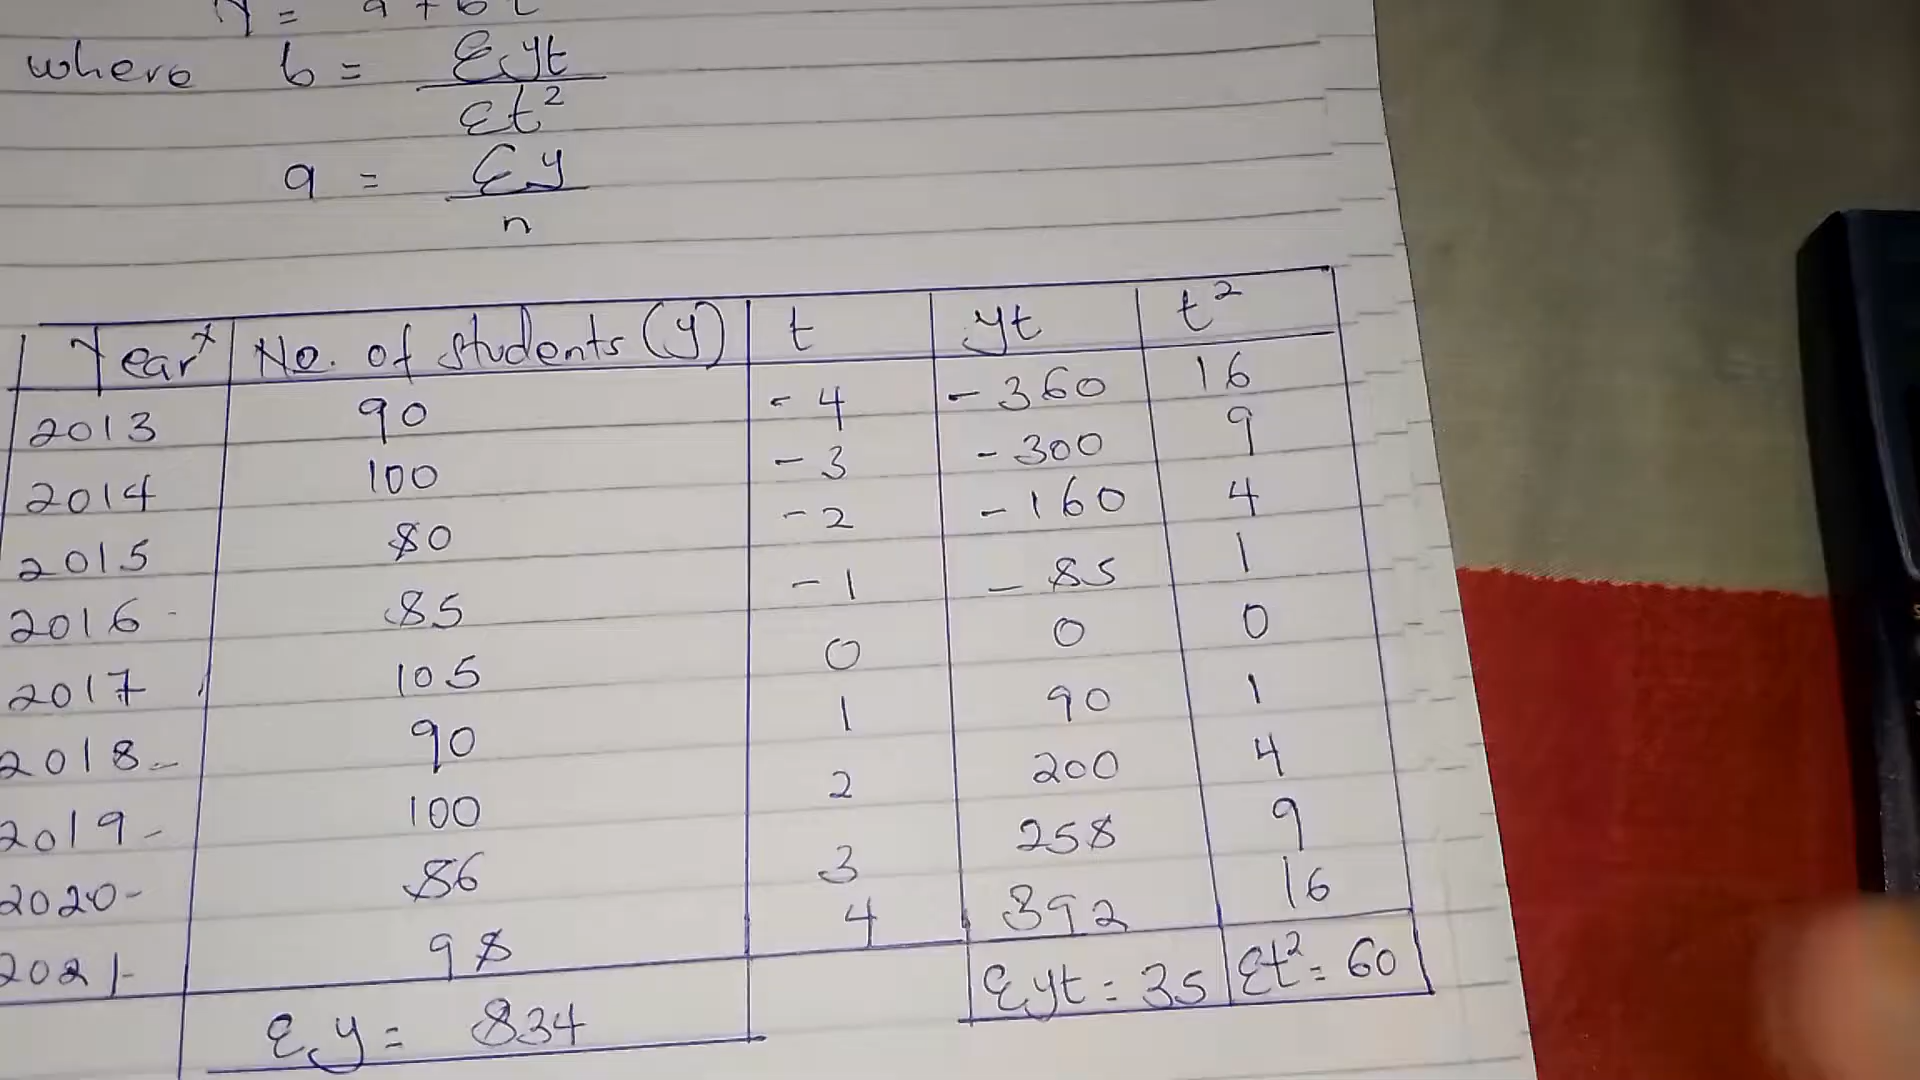 Y = a + bt
where b = Σyt
Σt²
a = Σy
n
Year x No. of students (y) t yt t²
2013 90 -4 -360 16
2014 100 -3 -300 9
2015 80 -2 -160 4
2016 85 -1 -85 1
2017 105 0 0 0
2018 90 1 90 1
2019 100 2 200 4
2020 86 3 258 9
2021 98 4 392 16
Σy = 834 Σyt = 35 Σt² = 60